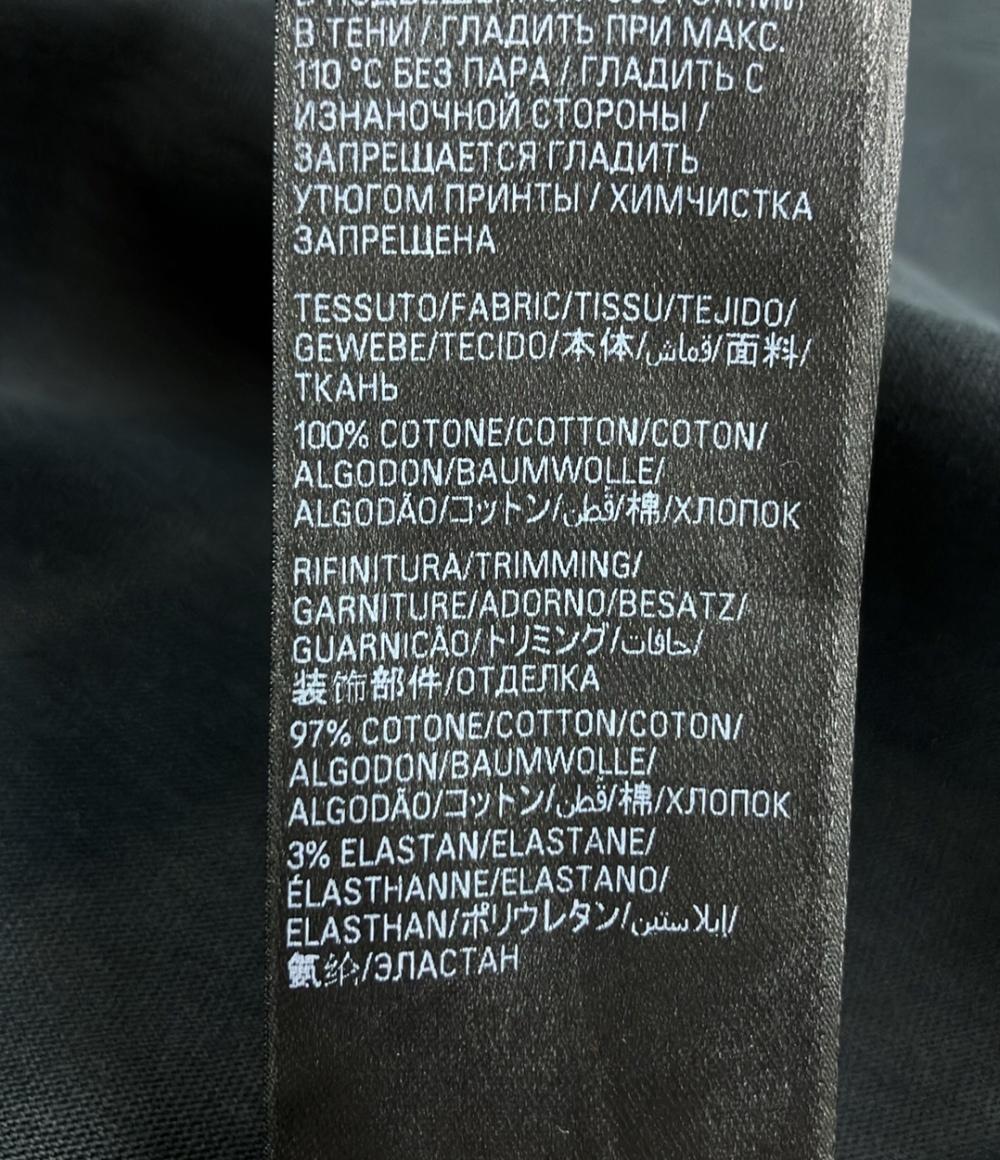 В ТЕНИ / ГЛАДИТЬ ПРИ МАКС.
110 °C БЕЗ ПАРА / ГЛАДИТЬ С
ИЗНАНОЧНОЙ СТОРОНЫ /
ЗАПРЕЩАЕТСЯ ГЛАДИТЬ
УТЮГОМ ПРИНТЫ / ХИМЧИСТКА
ЗАПРЕЩЕНА
TESSUTO/FABRIC/TISSU/TEJIDO/
GEWEBE/TECIDO/本体/قماش/面料/
ТКАНЬ
100% COTONE/COTTON/COTON/
ALGODON/BAUMWOLLE/
ALGODÃO/コットン/قطن/棉/ХЛОПОК
RIFINITURA/TRIMMING/
GARNITURE/ADORNO/BESATZ/
GUARNICÃO/トリミング/حافات/
装饰部件/ОТДЕЛКА
97% COTONE/COTTON/COTON/
ALGODON/BAUMWOLLE/
ALGODÃO/コットン/قطن/棉/ХЛОПОК
3% ELASTAN/ELASTANE/
ÉLASTHANNE/ELASTANO/
ELASTHAN/ポリウレタン/إيلاستين/
氨纶/ЭЛАСТАН